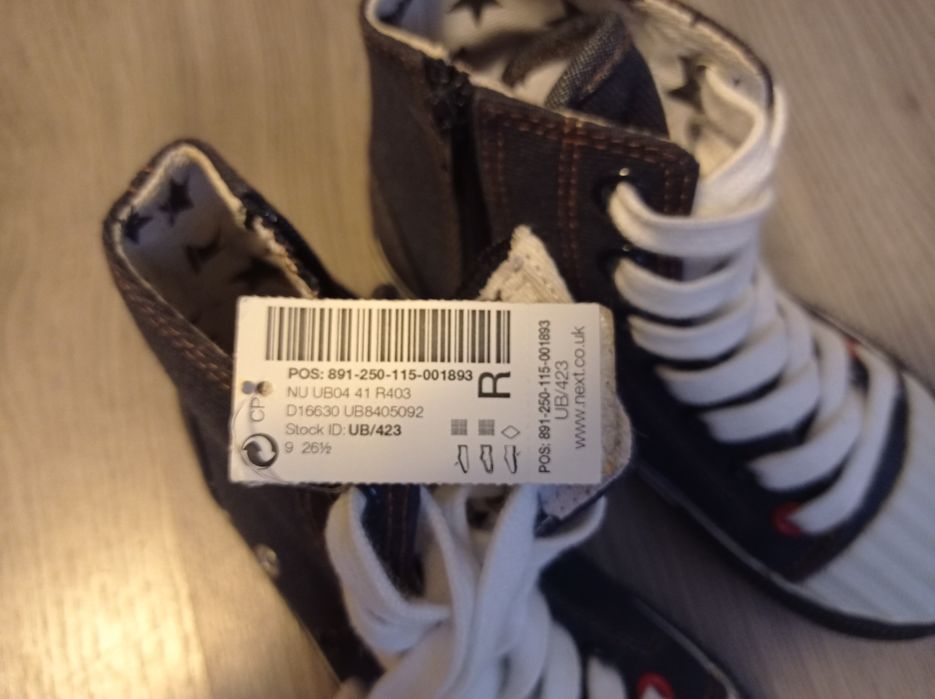 POS: 891-250-115-001893
NU UB04 41 R403
D16630 UB8405092
Stock ID: UB/423
9 26½
R
CP
POS: 891-250-115-001893
UB/423
www.next.co.uk